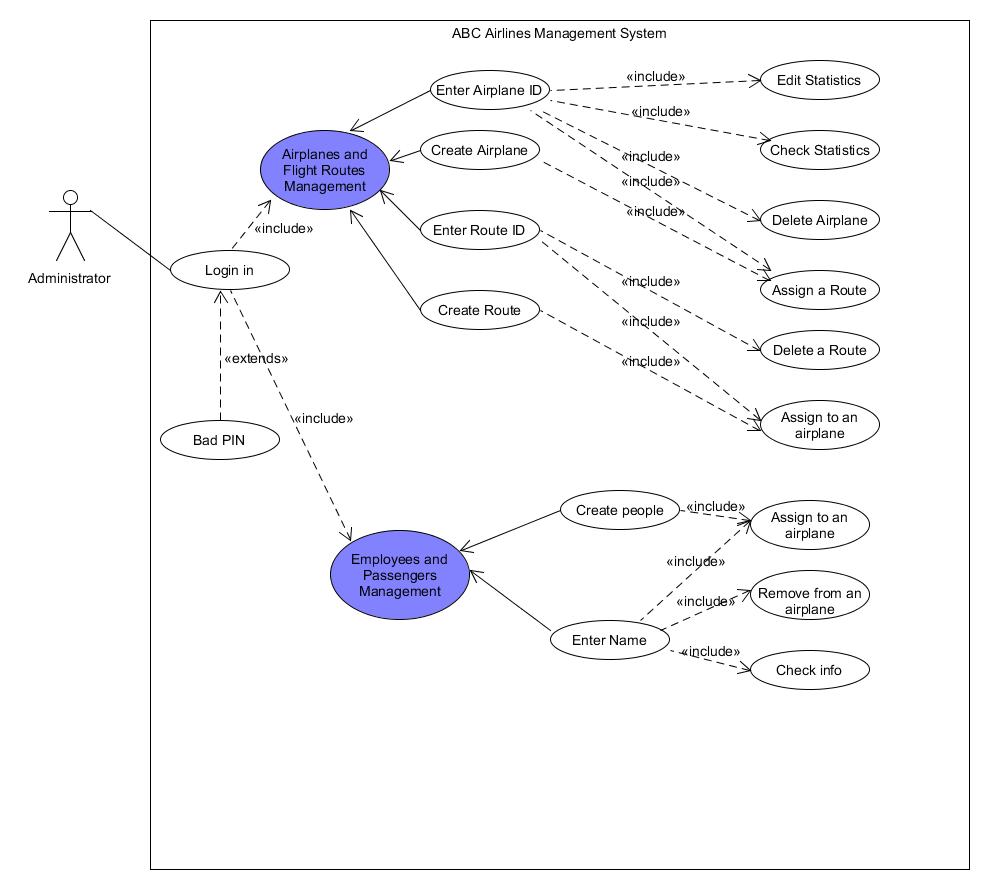 ABC Airlines Management System
Enter Airplane ID
«include»
Edit Statistics
«include»
Create Airplane
Check Statistics
Airplanes and
Flight Routes
Management
«include»
«include»
«include»
Delete Airplane
Enter Route ID
«include»
Administrator
Login in
Assign a Route
Create Route
«include»
Delete a Route
«include»
«extends»
Bad PIN
«include»
Assign to an
airplane
Create people
«include»
Assign to an
airplane
Employees and
Passengers
Management
«include»
«include»
Remove from an
airplane
Enter Name
«include»
Check info